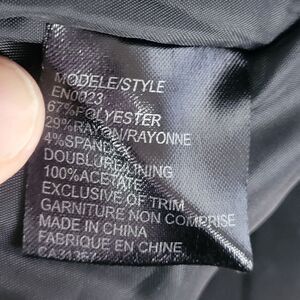 MODELE/STYLE
EN0023
67%POLYESTER
29%RAYON/RAYONNE
4%SPANDEX
DOUBLURE/LINING
100%ACETATE
EXCLUSIVE OF TRIM
GARNITURE NON COMPRISE
MADE IN CHINA
FABRIQUE EN CHINE
CA31367